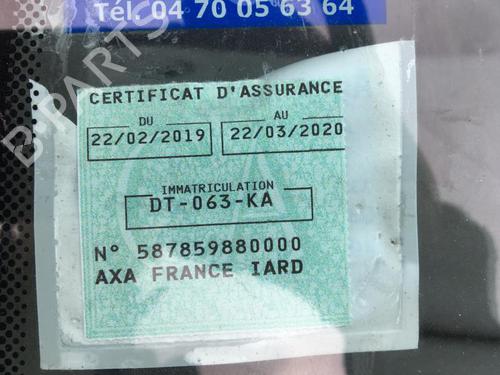 Tél. 04 70 05 63 64
CERTIFICAT D'ASSURANCE
DU AU
22/02/2019 22/03/2020
IMMATRICULATION
DT-063-KA
N° 587859880000
AXA FRANCE IARD